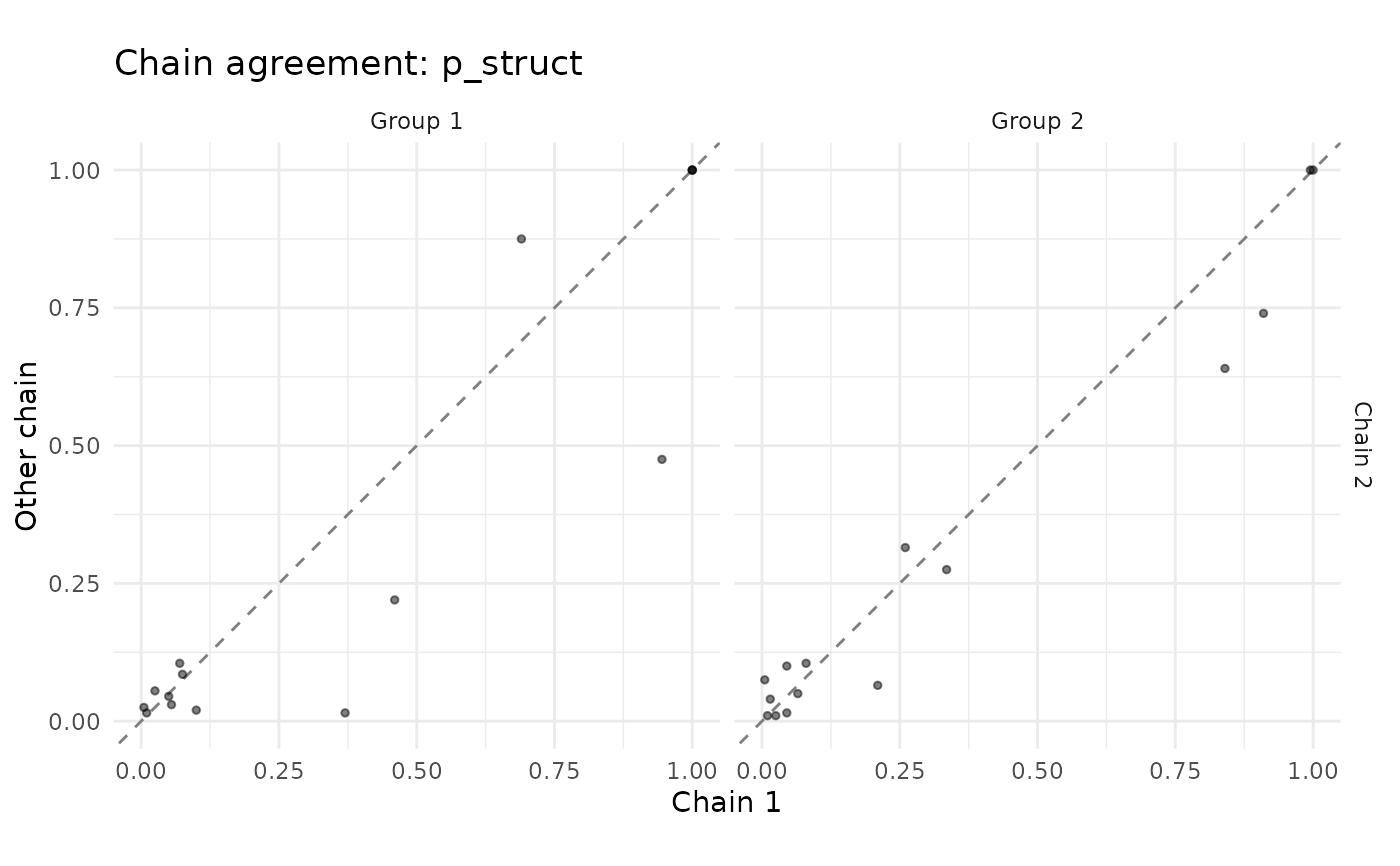 Chain agreement: p_struct
Group 1
Group 2
1.00
0.75
0.50
0.25
0.00
Other chain
Chain 2
0.00 0.25 0.50 0.75 1.00
0.00 0.25 0.50 0.75 1.00
Chain 1